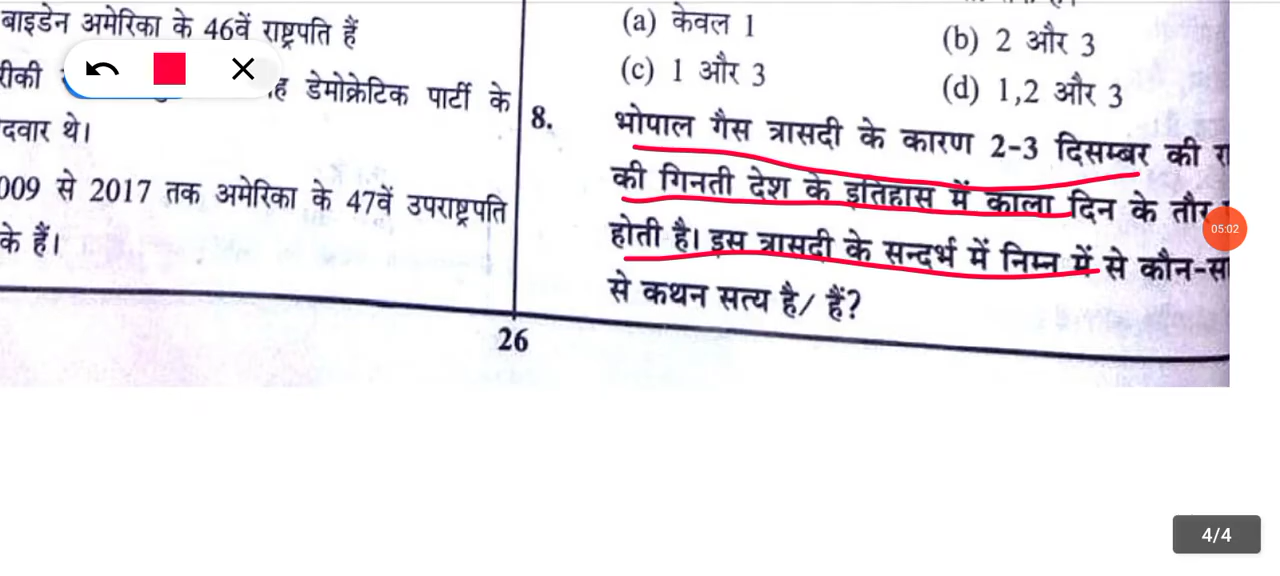 बाइडेन अमेरिका के 46वें राष्ट्रपति हैं
डेमोक्रेटिक पार्टी के
थे।
से 2017 तक अमेरिका के 47वें उपराष्ट्रपति
के हैं।
(a) केवल 1
(b) 2 और 3
(c) 1 और 3
(d) 1,2 और 3
8. भोपाल गैस त्रासदी के कारण 2-3 दिसम्बर की
की गिनती देश के इतिहास में काला दिन के तौर
होती है। इस त्रासदी के सन्दर्भ में निम्न में से
से कथन सत्य है/ हैं?
26
05:02
4/4